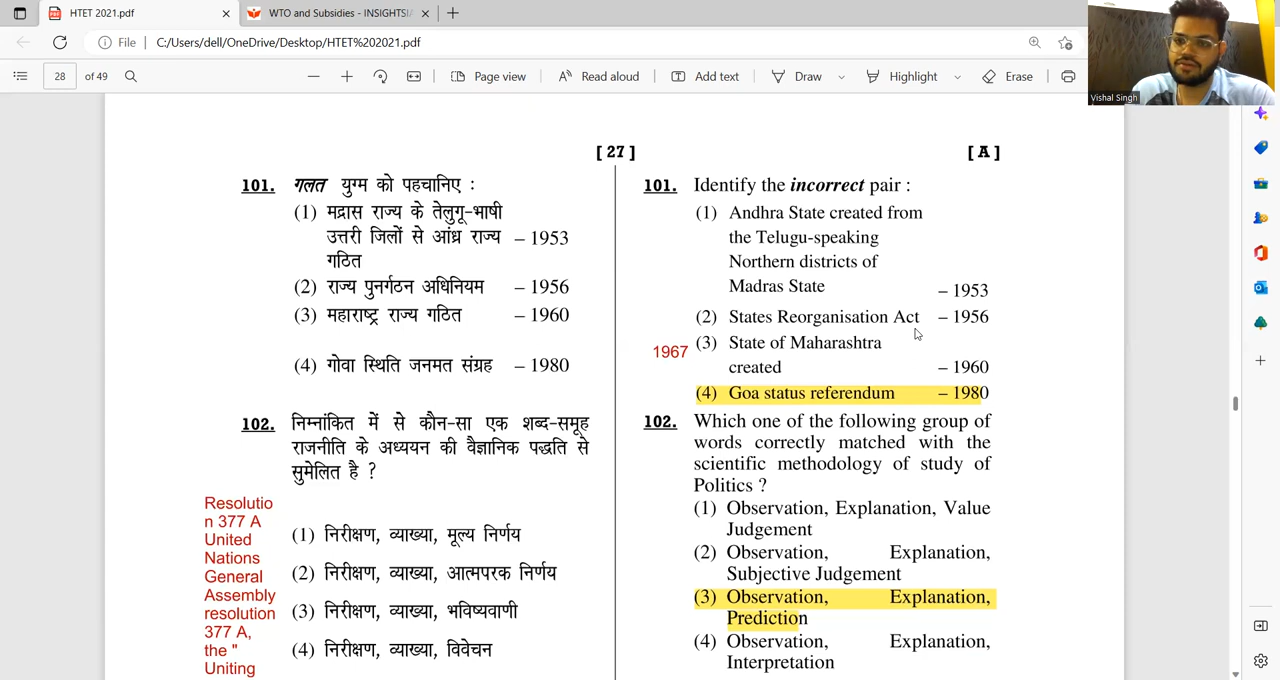 HTET 2021.pdf
WTO and Subsidies - INSIGHTSIA
File
C:/Users/dell/OneDrive/Desktop/HTET%202021.pdf
28 of 49
Page view
Read aloud
Add text
Draw
Highlight
Erase
Vishal Singh
[ 27 ] [ A ]
101. गलत युग्म को पहचानिए :
(1) मद्रास राज्य के तेलुगू-भाषी
उत्तरी जिलों से आंध्र राज्य – 1953
गठित
(2) राज्य पुनर्गठन अधिनियम – 1956
(3) महाराष्ट्र राज्य गठित – 1960
(4) गोवा स्थिति जनमत संग्रह – 1980
102. निम्नांकित में से कौन-सा एक शब्द-समूह
राजनीति के अध्ययन की वैज्ञानिक पद्धति से
सुमेलित है ?
(1) निरीक्षण, व्याख्या, मूल्य निर्णय
(2) निरीक्षण, व्याख्या, आत्मपरक निर्णय
(3) निरीक्षण, व्याख्या, भविष्यवाणी
(4) निरीक्षण, व्याख्या, विवेचन
Resolutio
n 377 A
United
Nations
General
Assembly
resolution
377 A,
the "
Uniting
101. Identify the incorrect pair :
(1) Andhra State created from
the Telugu-speaking
Northern districts of
Madras State – 1953
(2) States Reorganisation Act – 1956
1967
(3) State of Maharashtra
created – 1960
(4) Goa status referendum – 1980
102. Which one of the following group of
words correctly matched with the
scientific methodology of study of
Politics ?
(1) Observation, Explanation, Value
Judgement
(2) Observation, Explanation,
Subjective Judgement
(3) Observation, Explanation,
Prediction
(4) Observation, Explanation,
Interpretation